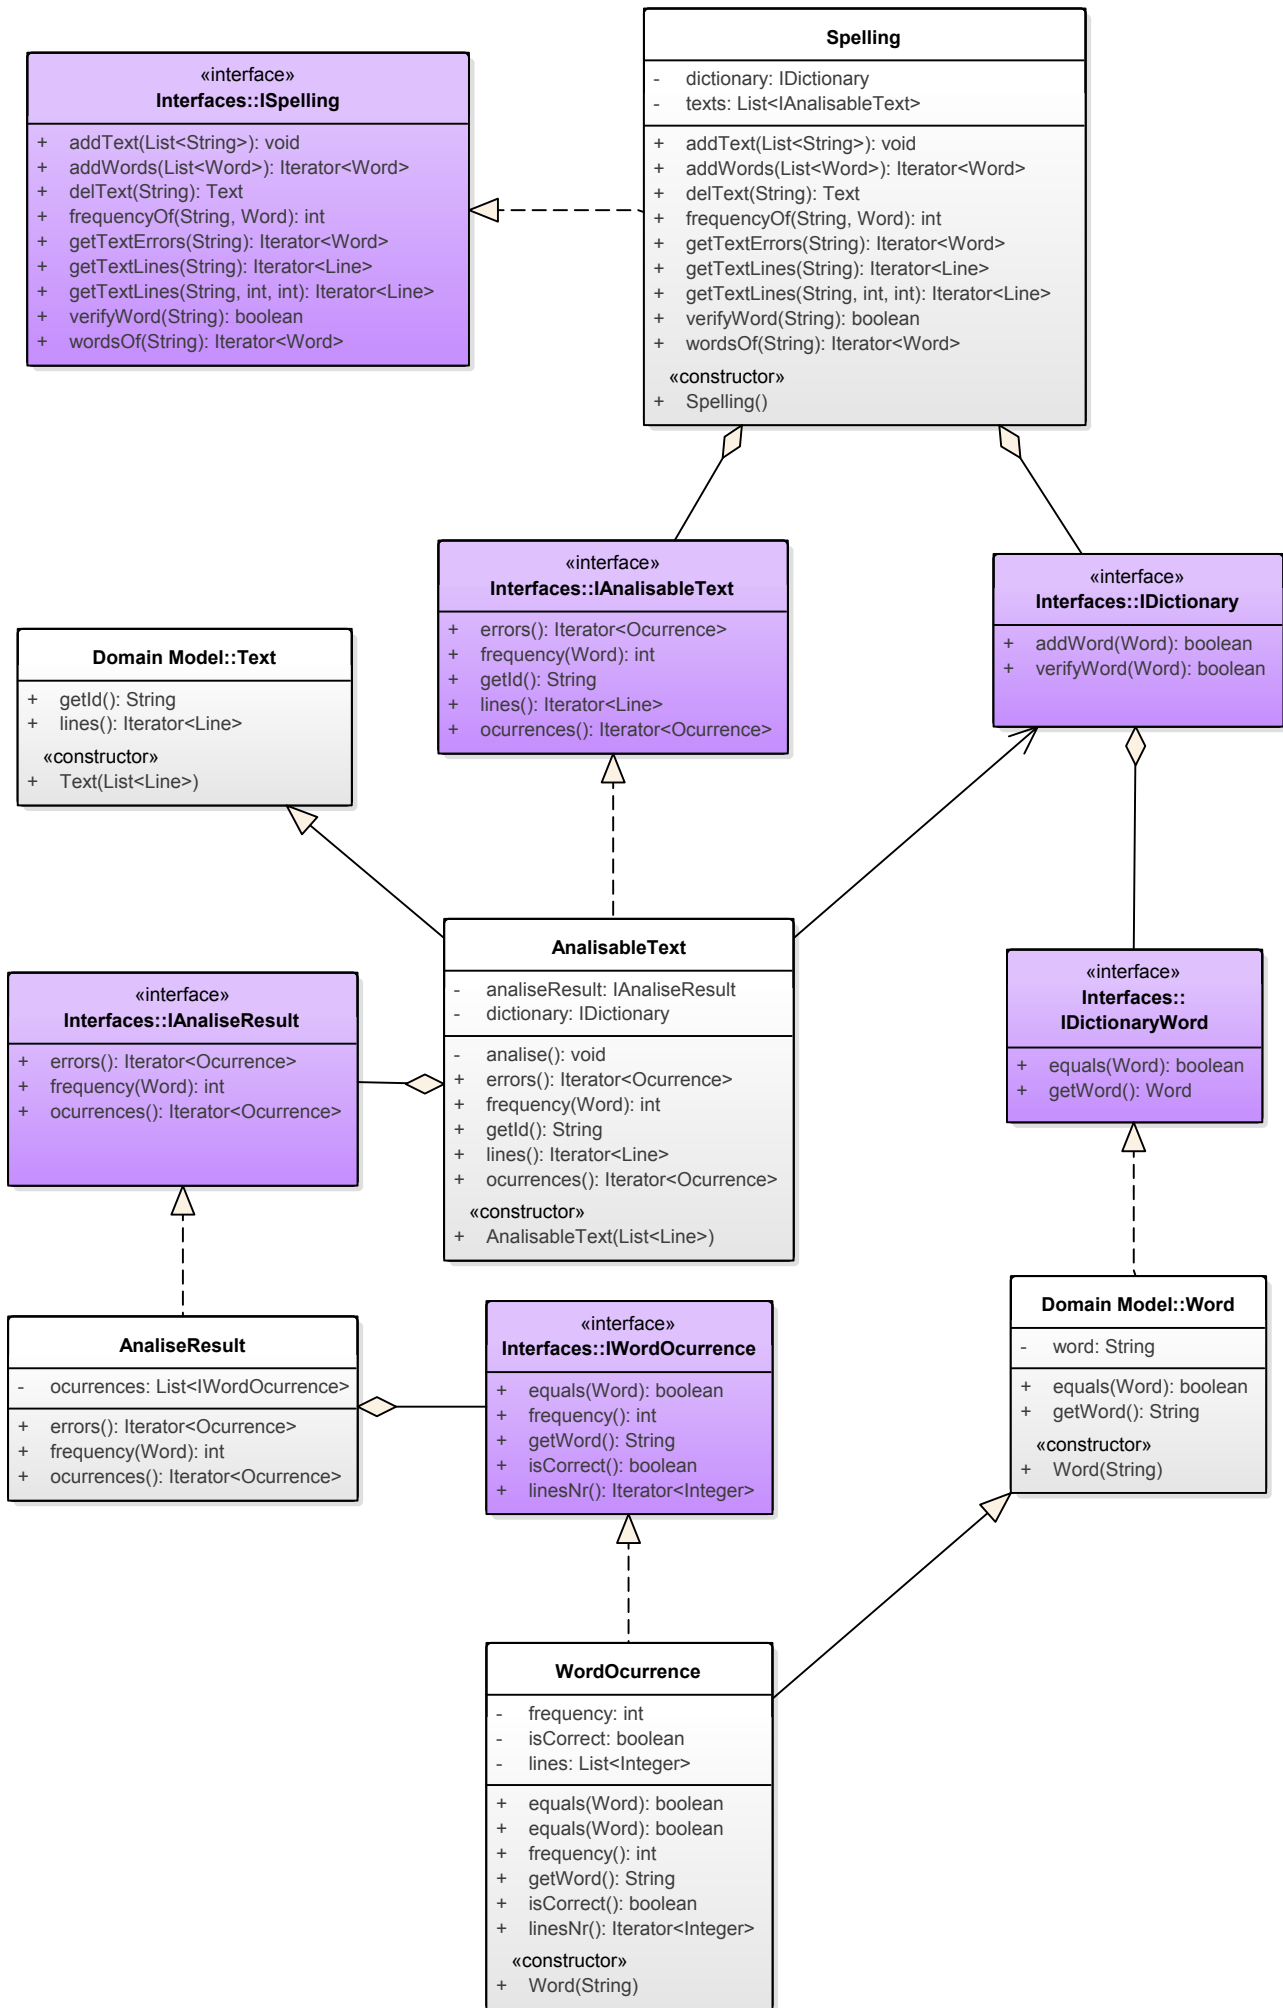 Spelling
- dictionary: IDictionary
- texts: List<IAnalisableText>
+ addText(List<String>): void
+ addWords(List<Word>): Iterator<Word>
+ delText(String): Text
+ frequencyOf(String, Word): int
+ getTextErrors(String): Iterator<Word>
+ getTextLines(String): Iterator<Line>
+ getTextLines(String, int, int): Iterator<Line>
+ verifyWord(String): boolean
+ wordsOf(String): Iterator<Word>
«constructor»
+ Spelling()
«interface»
Interfaces::ISpelling
+ addText(List<String>): void
+ addWords(List<Word>): Iterator<Word>
+ delText(String): Text
+ frequencyOf(String, Word): int
+ getTextErrors(String): Iterator<Word>
+ getTextLines(String): Iterator<Line>
+ getTextLines(String, int, int): Iterator<Line>
+ verifyWord(String): boolean
+ wordsOf(String): Iterator<Word>
«interface»
Interfaces::IAnalisableText
+ errors(): Iterator<Ocurrence>
+ frequency(Word): int
+ getId(): String
+ lines(): Iterator<Line>
+ ocurrences(): Iterator<Ocurrence>
«interface»
Interfaces::IDictionary
+ addWord(Word): boolean
+ verifyWord(Word): boolean
Domain Model::Text
+ getId(): String
+ lines(): Iterator<Line>
«constructor»
+ Text(List<Line>)
AnalisableText
- analiseResult: IAnaliseResult
- dictionary: IDictionary
- analise(): void
+ errors(): Iterator<Ocurrence>
+ frequency(Word): int
+ getId(): String
+ lines(): Iterator<Line>
+ ocurrences(): Iterator<Ocurrence>
«constructor»
+ AnalisableText(List<Line>)
«interface»
Interfaces::
IDictionaryWord
+ equals(Word): boolean
+ getWord(): Word
«interface»
Interfaces::IAnaliseResult
+ errors(): Iterator<Ocurrence>
+ frequency(Word): int
+ ocurrences(): Iterator<Ocurrence>
Domain Model::Word
- word: String
+ equals(Word): boolean
+ getWord(): String
«constructor»
+ Word(String)
AnaliseResult
- ocurrences: List<IWordOcurrence>
+ errors(): Iterator<Ocurrence>
+ frequency(Word): int
+ ocurrences(): Iterator<Ocurrence>
«interface»
Interfaces::IWordOcurrence
+ equals(Word): boolean
+ frequency(): int
+ getWord(): String
+ isCorrect(): boolean
+ linesNr(): Iterator<Integer>
WordOcurrence
- frequency: int
- isCorrect: boolean
- lines: List<Integer>
+ equals(Word): boolean
+ equals(Word): boolean
+ frequency(): int
+ getWord(): String
+ isCorrect(): boolean
+ linesNr(): Iterator<Integer>
«constructor»
+ Word(String)